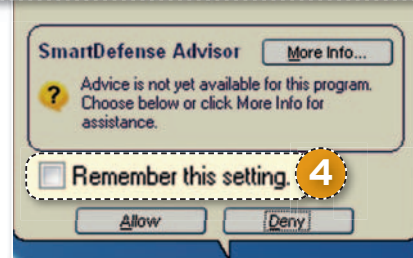 SmartDefense Advisor More Info...
Advice is not yet available for this program.
Choose below or click More Info for
assistance.
Remember this setting. 4
Allow Deny